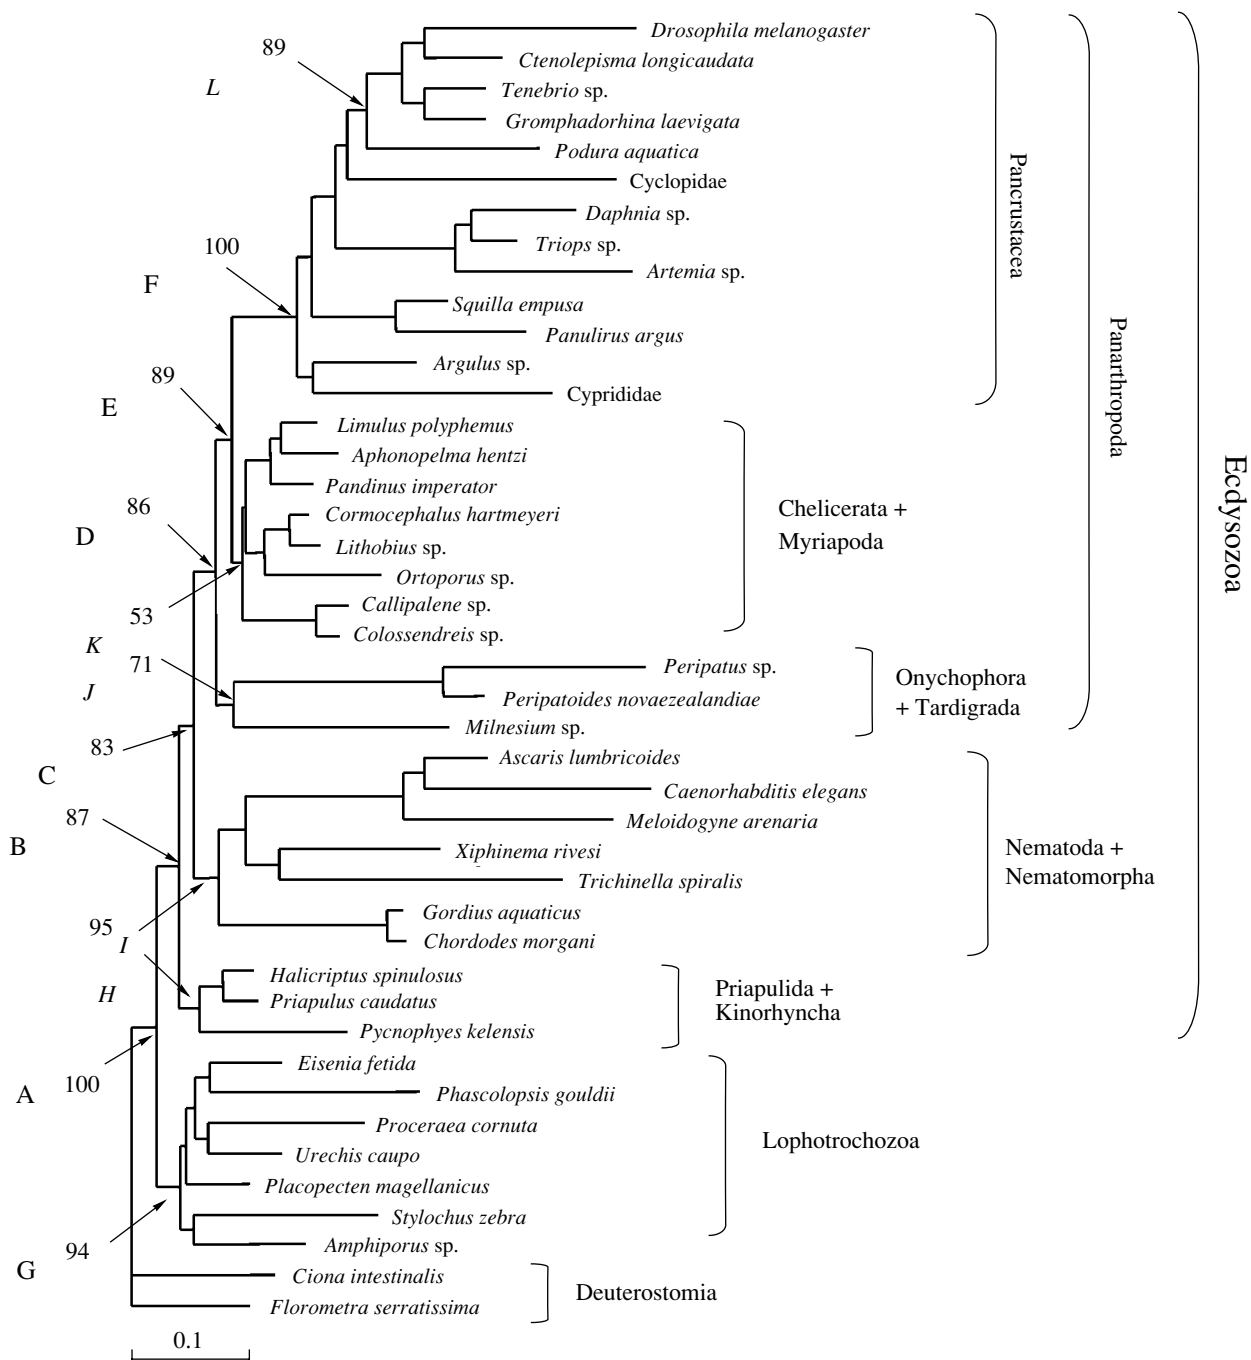 Drosophila melanogaster
89
Ctenolepisma longicaudata
L
Tenebrio sp.
Gromphadorhina laevigata
Podura aquatica
Cyclopidae
Pancrustacea
Daphnia sp.
100
Triops sp.
Artemia sp.
F
Squilla empusa
Panulirus argus
Argulus sp.
89
Cyprididae
Panarthropoda
E
Limulus polyphemus
Aphonopelma hentzi
Pandinus imperator
86
Cormocephalus hartmeyeri
Chelicerata +
Myriapoda
D
Lithobius sp.
Ecdysozoa
Ortoporus sp.
53
Callipalene sp.
Colossendreis sp.
K
71
Peripatus sp.
J
Peripatoides novaezealandiae
Onychophora
+ Tardigrada
Milnesium sp.
83
Ascaris lumbricoides
C
Caenorhabditis elegans
87
Meloidogyne arenaria
B
Xiphinema rivesi
Nematoda +
Nematomorpha
Trichinella spiralis
Gordius aquaticus
95
I
Chordodes morgani
Halicriptus spinulosus
H
Priapulus caudatus
Priapulida +
Kinorhyncha
Pycnophyes kelensis
Eisenia fetida
100
A
Phascolopsis gouldii
Proceraea cornuta
Lophotrochozoa
Urechis caupo
Placopecten magellanicus
Stylochus zebra
94
Amphiporus sp.
G
Ciona intestinalis
Deuterostomia
Florometra serratissima
0.1